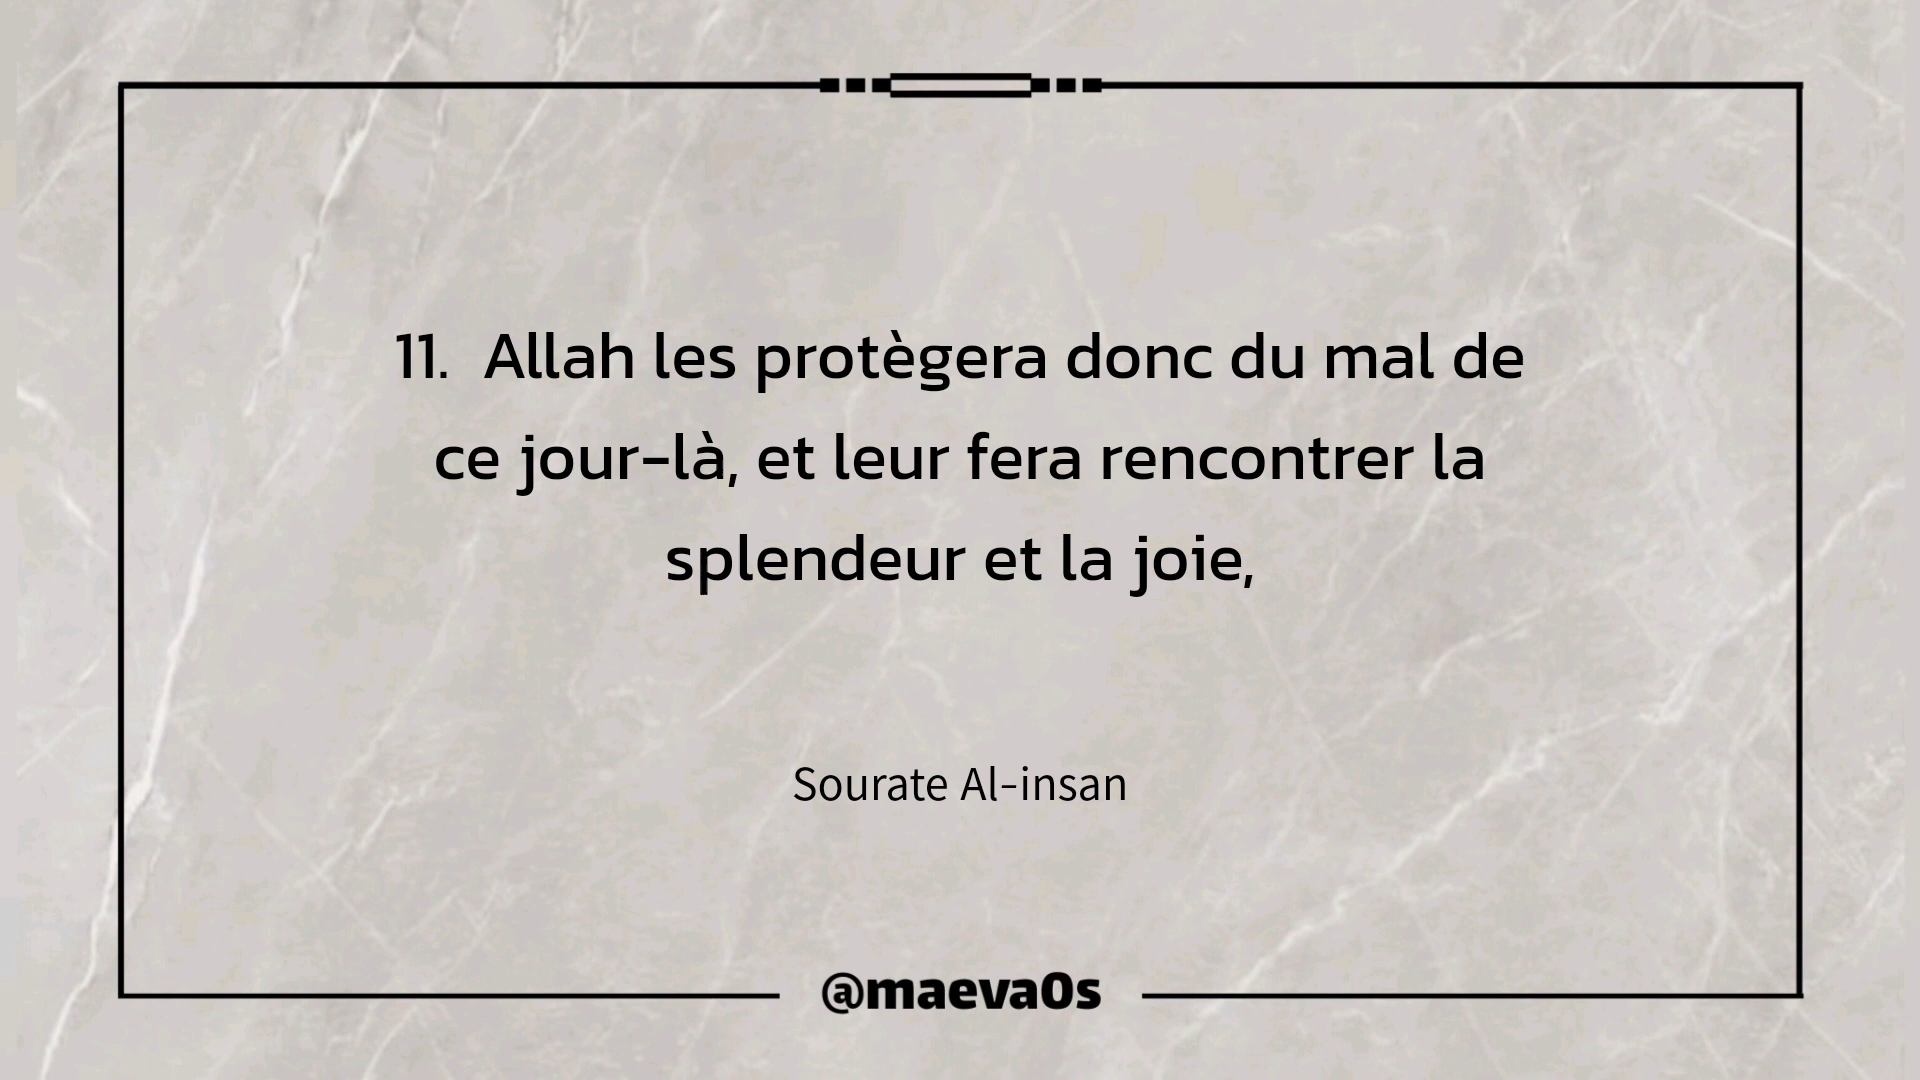 11.  Allah les protègera donc du mal de
ce jour-là, et leur fera rencontrer la
splendeur et la joie,
Sourate Al-insan
@maeva0s